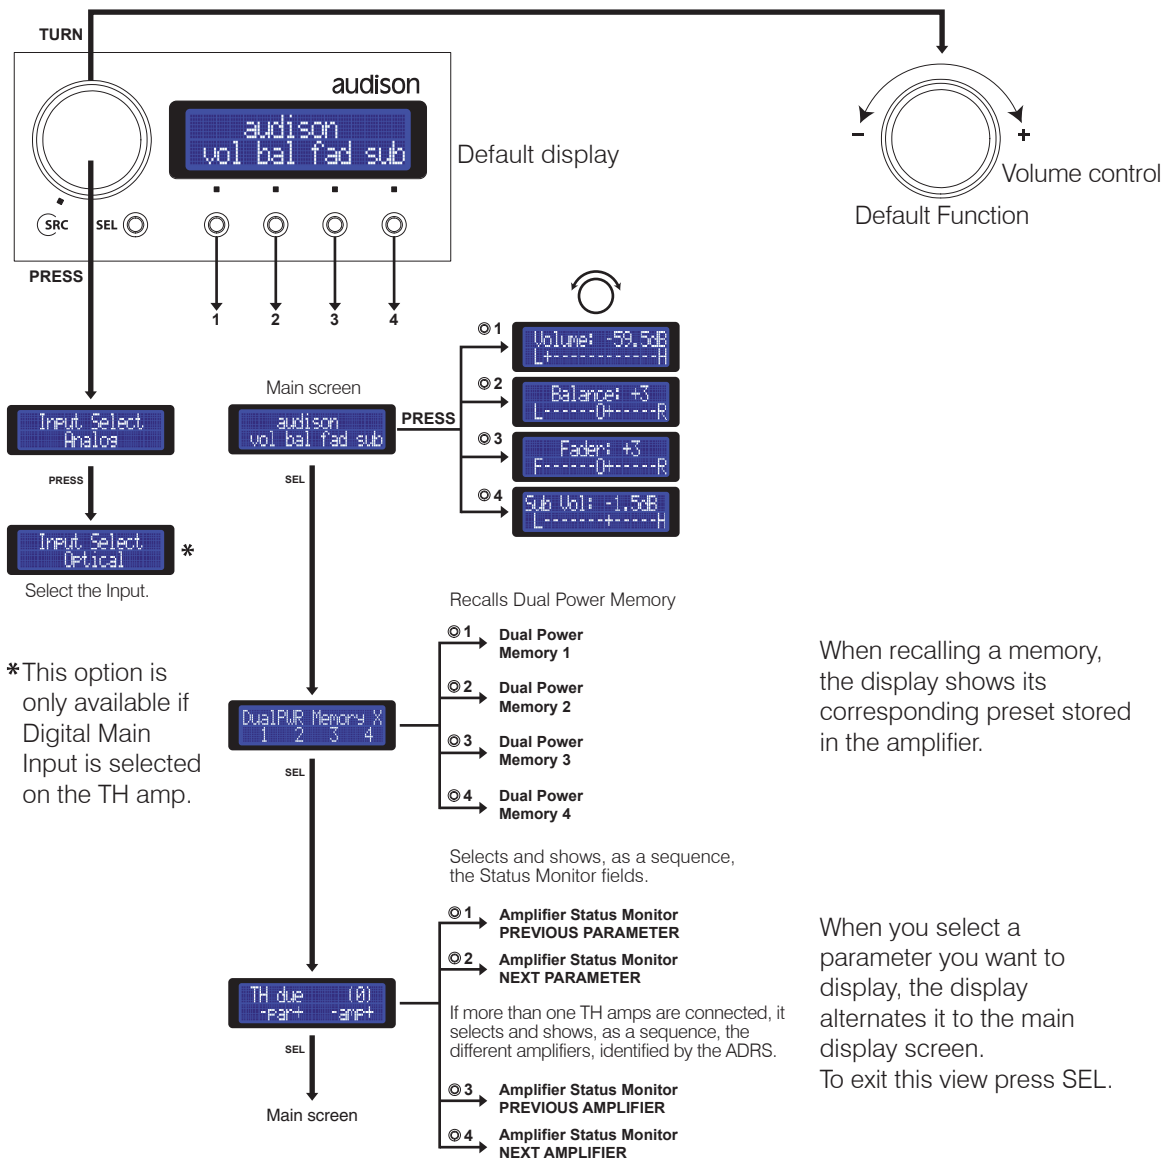 TURN
audison
audison
vol bal fad sub
Default display
SRC
SEL
PRESS
1
2
3
4
-
+
Volume control
Default Function
Input Select
Analog
PRESS
Input Select
Optical
*
Select the Input.
*This option is
only available if
Digital Main
Input is selected
on the TH amp.
Main screen
audison
vol bal fad sub
PRESS
1
Volume: -59.5dB
L+------------H
2
Balance: +3
L------0+-----R
3
Fader: +3
F------0+-----R
4
Sub Vol: -1.5dB
L-------+-----H
SEL
Recalls Dual Power Memory
DualPWR Memory X
1 2 3 4
1 Dual Power
Memory 1
2 Dual Power
Memory 2
3 Dual Power
Memory 3
4 Dual Power
Memory 4
When recalling a memory,
the display shows its
corresponding preset stored
in the amplifier.
SEL
Selects and shows, as a sequence,
the Status Monitor fields.
TH due (0)
-par+ -amp+
1 Amplifier Status Monitor
PREVIOUS PARAMETER
2 Amplifier Status Monitor
NEXT PARAMETER
If more than one TH amps are connected, it
selects and shows, as a sequence, the
different amplifiers, identified by the ADRS.
3 Amplifier Status Monitor
PREVIOUS AMPLIFIER
4 Amplifier Status Monitor
NEXT AMPLIFIER
SEL
Main screen
When you select a
parameter you want to
display, the display
alternates it to the main
display screen.
To exit this view press SEL.